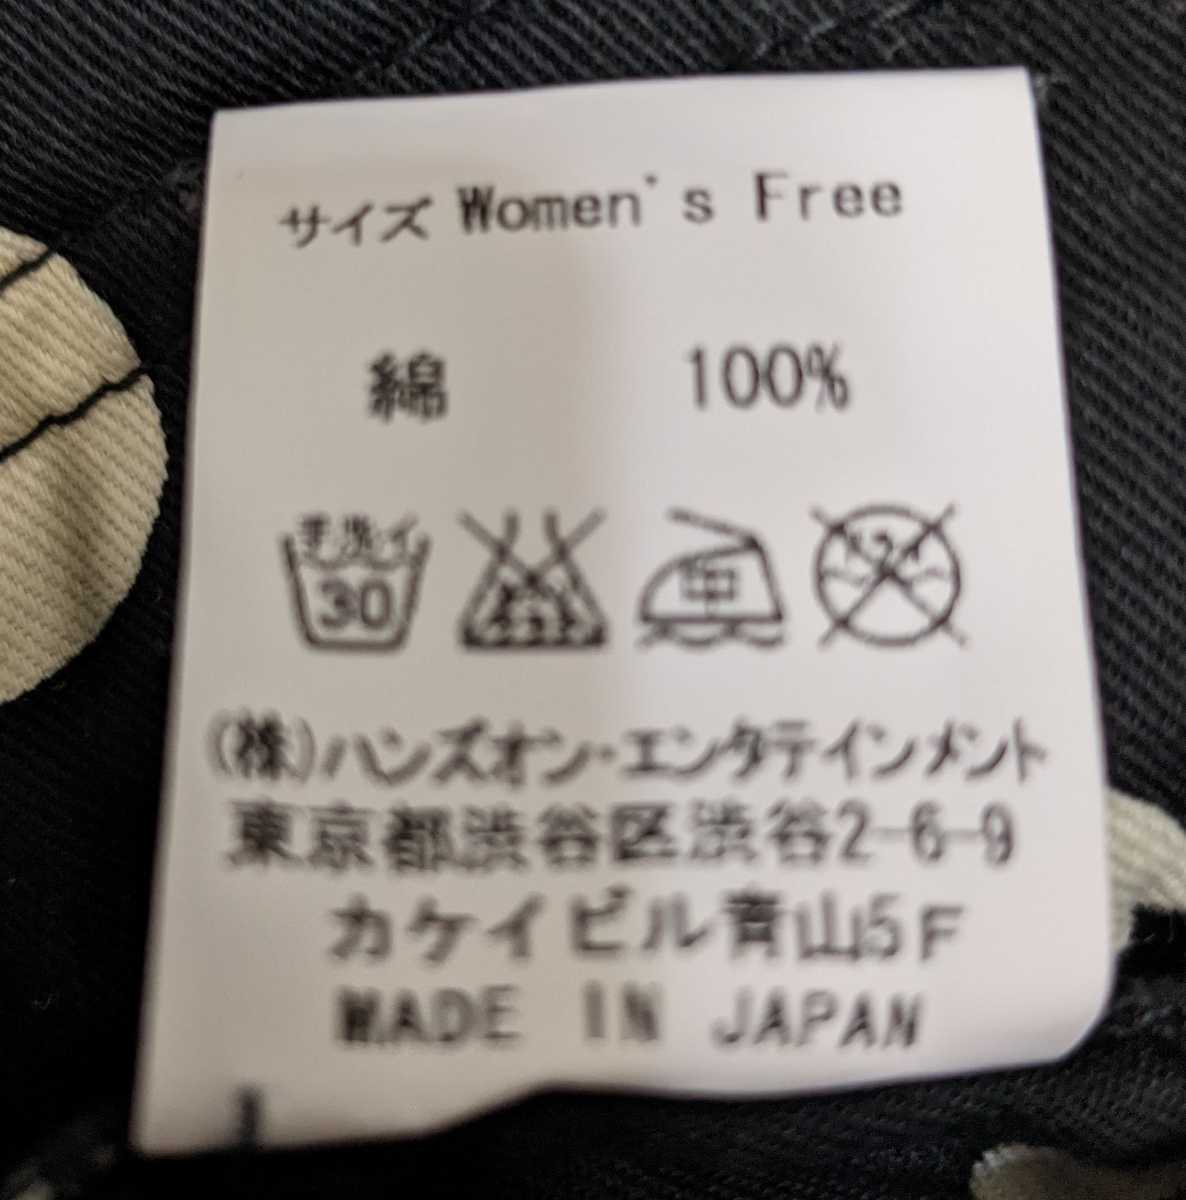 サイズ Women's Free
綿 100%
手洗イ
30
中
(株)ハンズオン・エンタテインメント
東京都渋谷区渋谷2-6-9
カケイビル青山5F
MADE IN JAPAN